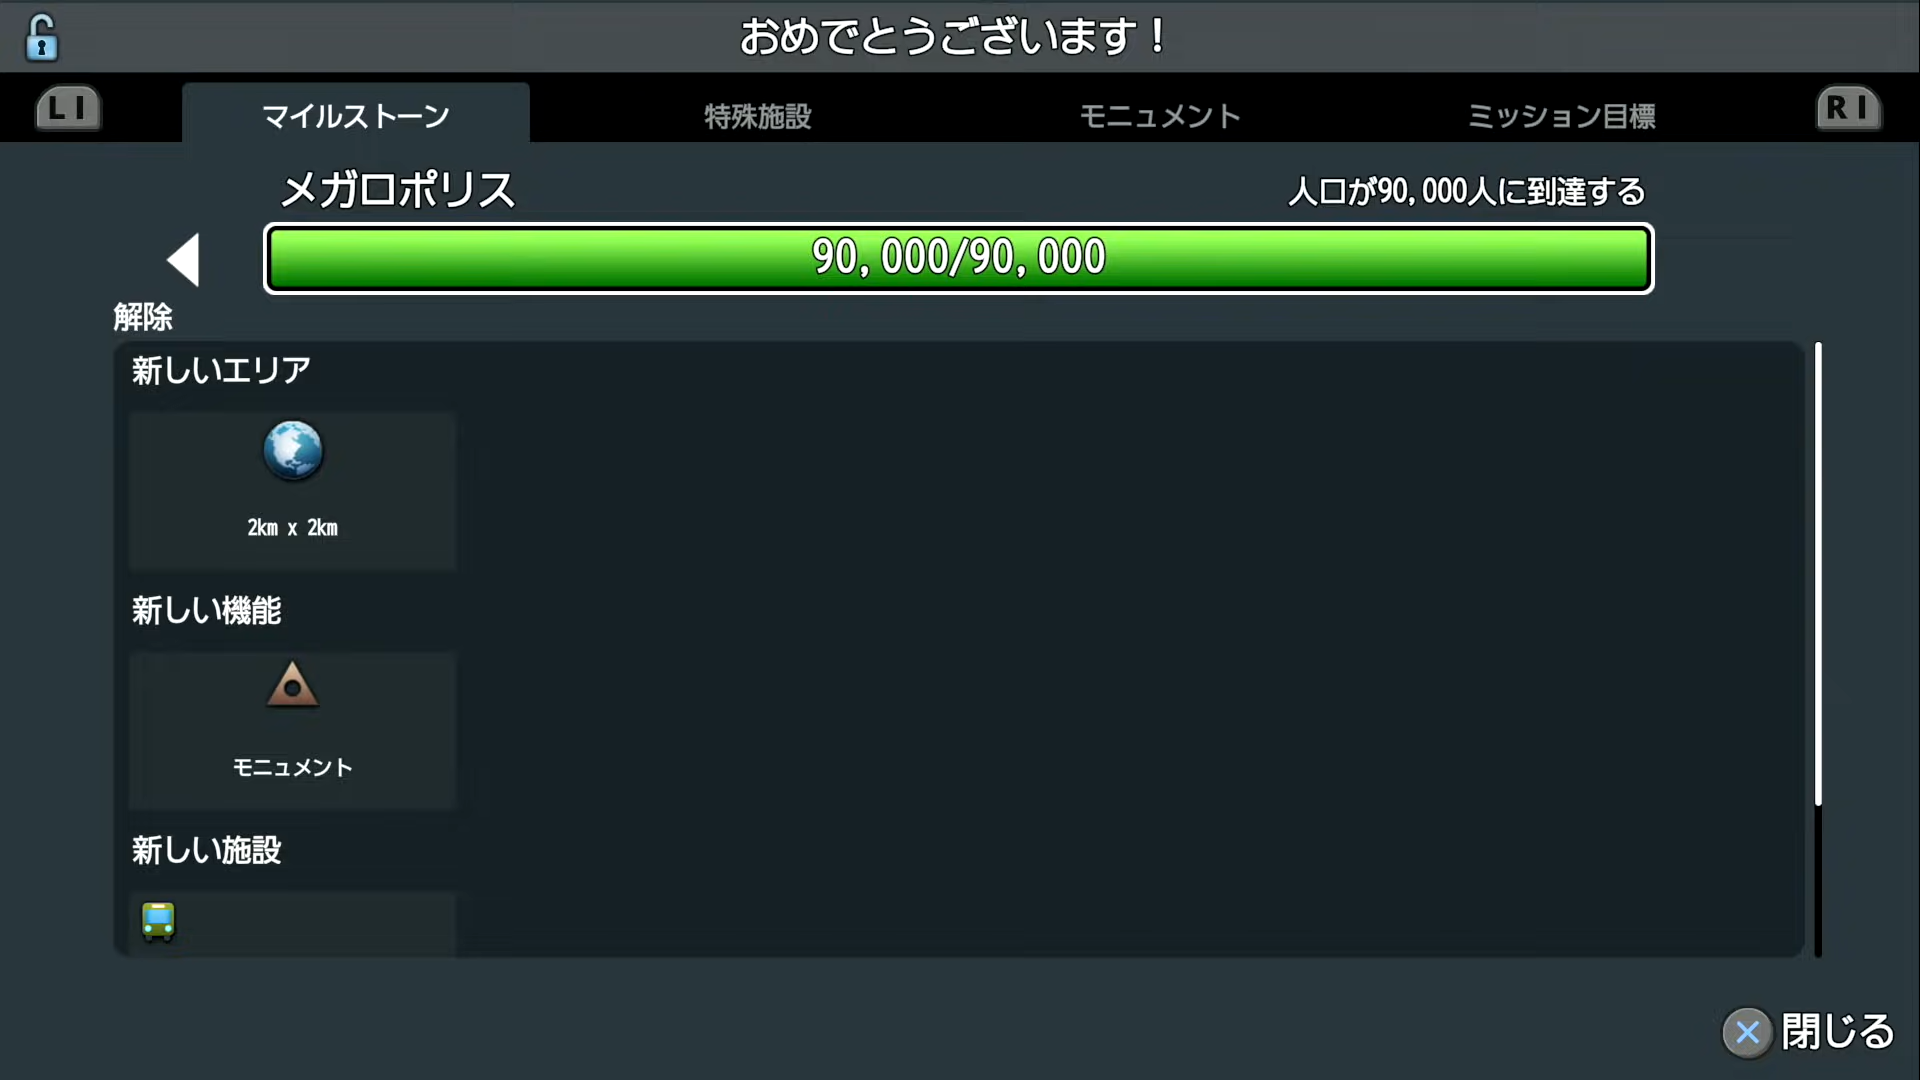 おめでとうございます！
L1
マイルストーン
特殊施設
モニュメント
ミッション目標
R1
メガロポリス
人口が90,000人に到達する
90,000/90,000
解除
新しいエリア
2km x 2km
新しい機能
モニュメント
新しい施設
閉じる